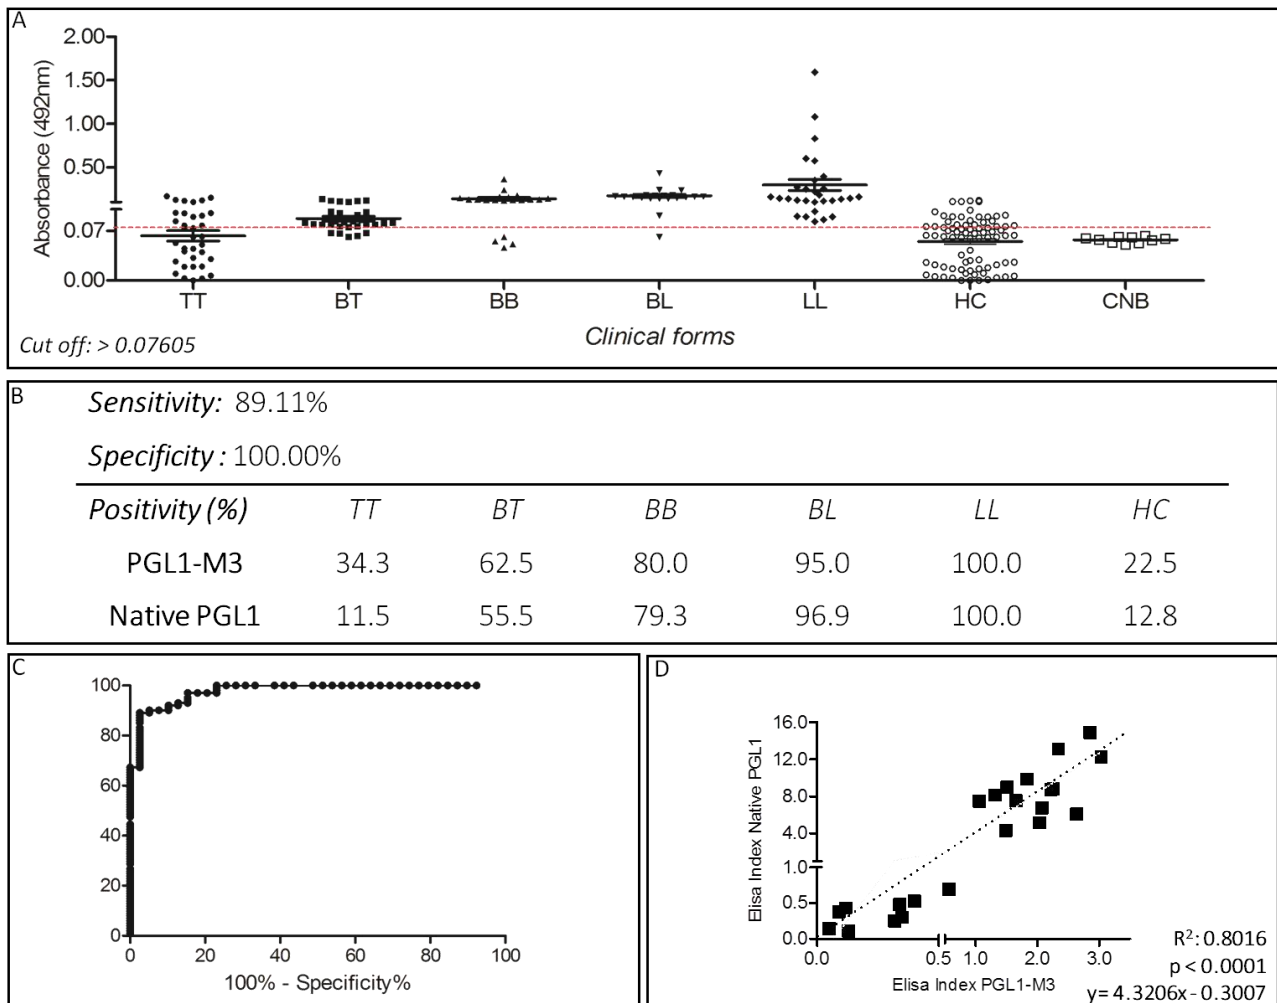 A
2.00
1.50
1.00
0.50
0.07
0.00
Absorbance (492nm)
TT BT BB BL LL HC CNB
Clinical forms
Cut off: > 0.07605
B
Sensitivity: 89.11%
Specificity : 100.00%
Positivity (%) TT BT BB BL LL HC
PGL1-M3 34.3 62.5 80.0 95.0 100.0 22.5
Native PGL1 11.5 55.5 79.3 96.9 100.0 12.8
C
100
80
60
40
20
0
0 20 40 60 80 100
100% - Specificity%
D
16.0
12.0
8.0
4.0
1.0
0.5
0.0
Elisa Index Native PGL1
0.0 0.5 1.0 2.0 3.0
Elisa Index PGL1-M3
R²: 0.8016
p < 0.0001
y= 4.3206x - 0.3007